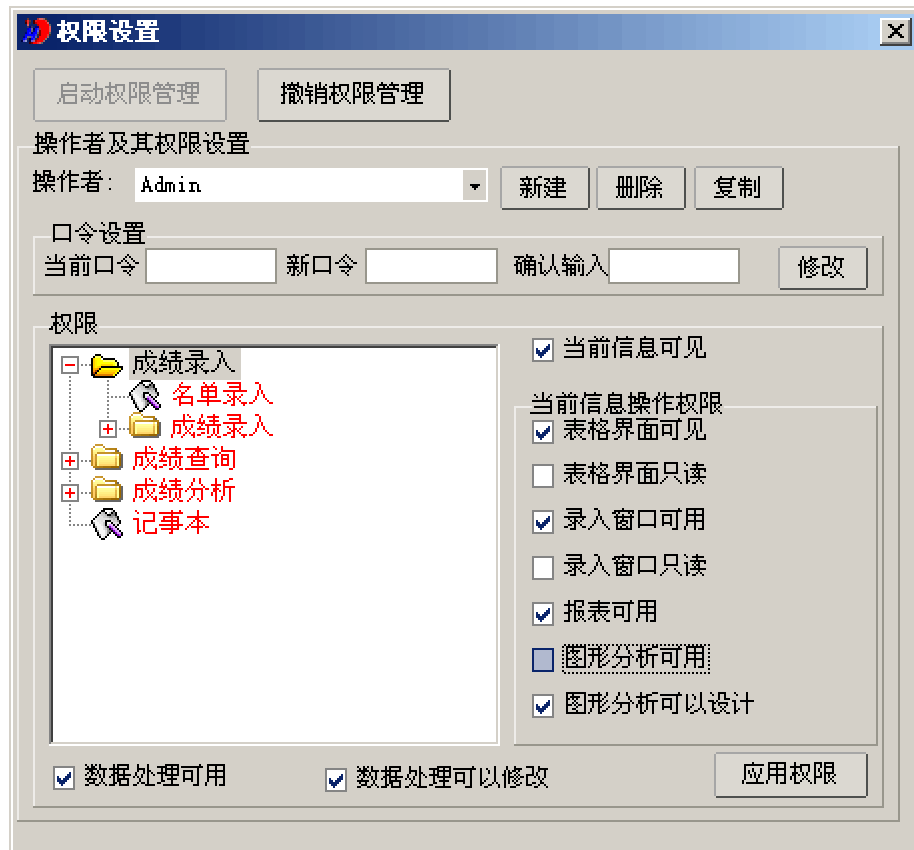 权限设置
启动权限管理 撤销权限管理
操作者及其权限设置
操作者: Admin 新建 删除 复制
口令设置
当前口令 新口令 确认输入 修改
权限
成绩录入
名单录入
成绩录入
成绩查询
成绩分析
记事本
当前信息可见
当前信息操作权限
表格界面可见
表格界面只读
录入窗口可用
录入窗口只读
报表可用
图形分析可用
图形分析可以设计
数据处理可用 数据处理可以修改 应用权限